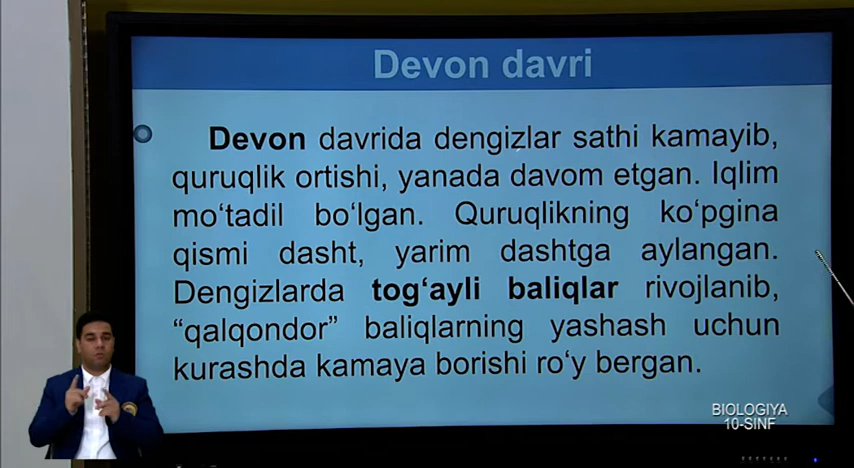 Devon davri
Devon davrida dengizlar sathi kamayib,
quruqlik ortishi, yanada davom etgan. Iqlim
mo‘tadil bo‘lgan. Quruqlikning ko‘pgina
qismi dasht, yarim dashtga aylangan.
Dengizlarda tog‘ayli baliqlar rivojlanib,
“qalqondor” baliqlarning yashash uchun
kurashda kamaya borishi ro‘y bergan.
BIOLOGIYA
10-SINF